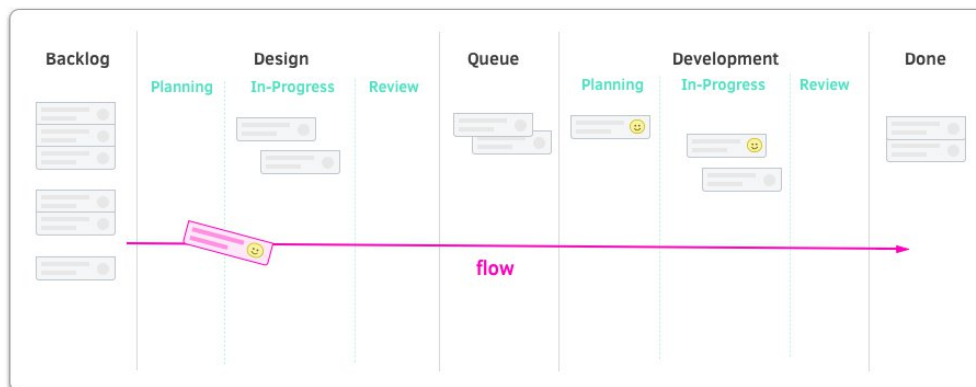 Backlog
Design
Queue
Development
Done
Planning
In-Progress
Review
Planning
In-Progress
Review
flow